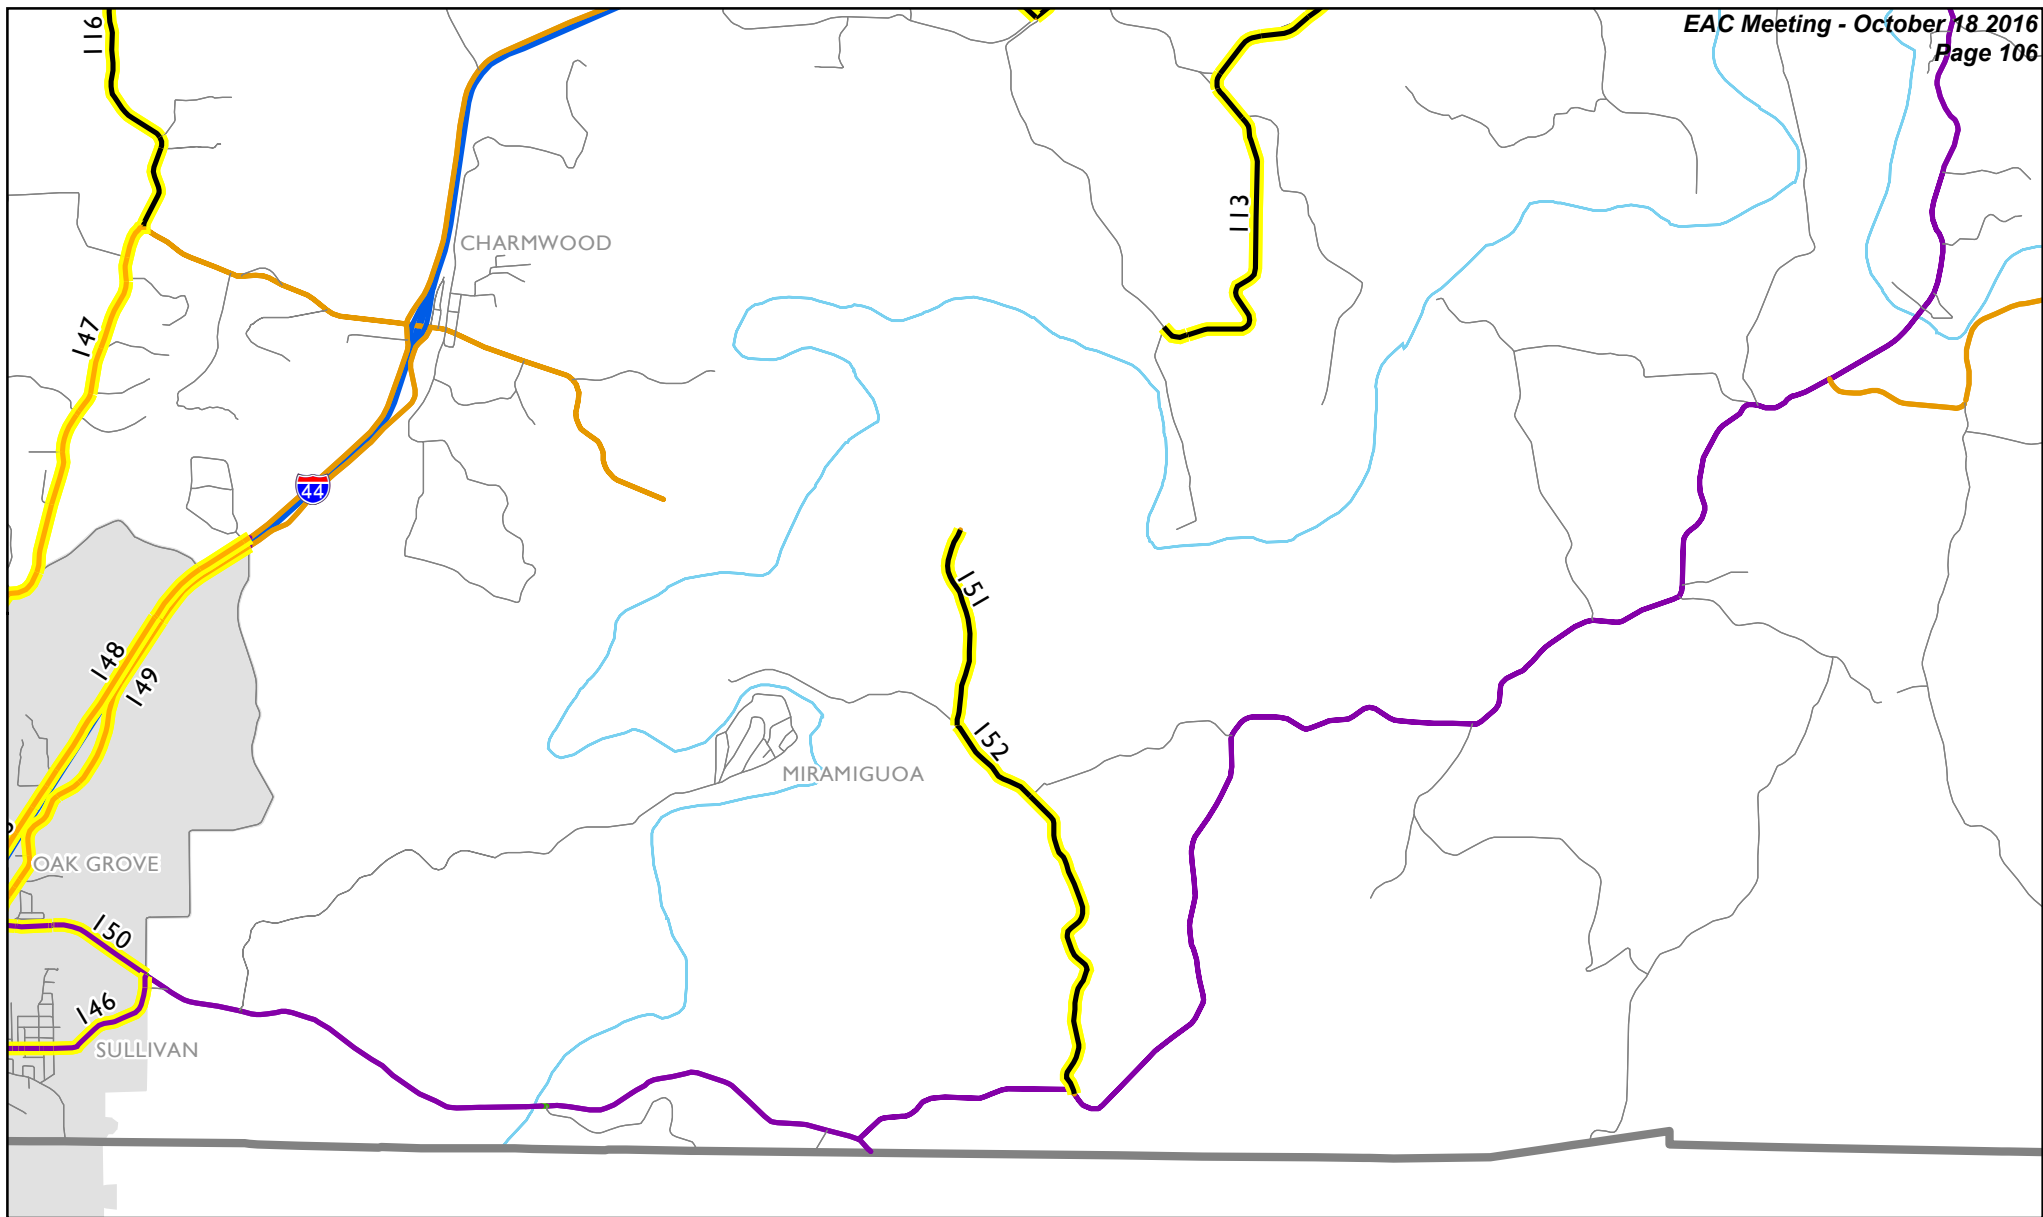 EAC Meeting - October 18 2016
Page 106
116
113
CHARMWOOD
147
44
151
148
149
152
MIRAMIGUOA
OAK GROVE
150
146
SULLIVAN